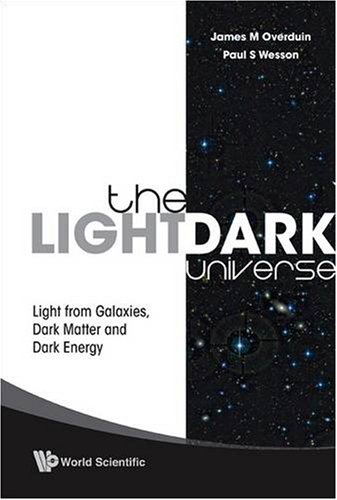 James M Overduin
Paul S Wesson
the
LIGHTDARK
universe
Light from Galaxies,
Dark Matter and
Dark Energy
World Scientific